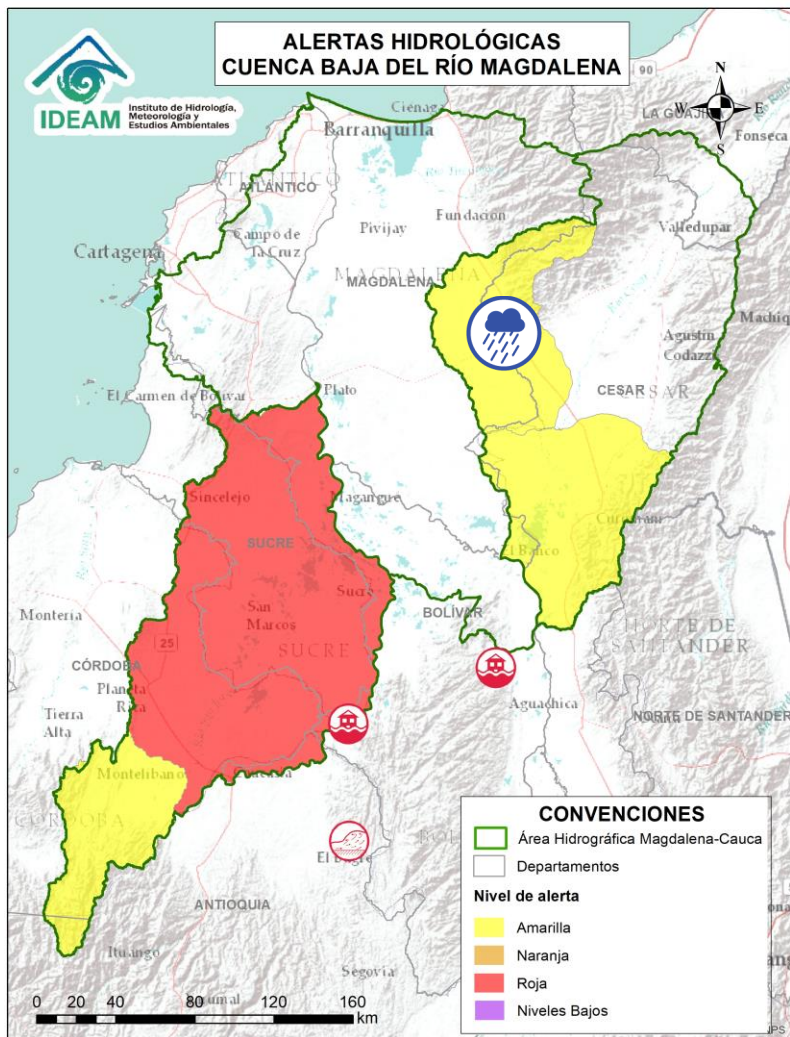 ALERTAS HIDROLÓGICAS
CUENCA BAJA DEL RÍO MAGDALENA
IDEAM
Instituto de Hidrología,
Meteorología y
Estudios Ambientales
N
W E
S
90
Ciénaga
LA GUAJIRA
Barranquilla
Fonseca
ATLÁNTICO
Fundación
Valledupar
Campo de
la Cruz
Pivijay
Cartagena
MAGDALENA
MAGDALENA
Agustín
Codazzi
El Carmen de Bolívar
Plato
CESAR
CESAR
Sincelejo
Magangué
SUCRE
El Banco
Sucre
BOLÍVAR
San
Marcos
Montería
SUCRE
NORTE DE
SANTANDER
25
CÓRDOBA
Planeta
Rica
Aguachica
Tierra
Alta
NORTE DE SANTANDER
Montelibano
CÓRDOBA
El Bagre
ANTIOQUIA
Ituango
Segovia
CONVENCIONES
Área Hidrográfica Magdalena-Cauca
Departamentos
Nivel de alerta
Amarilla
Naranja
Roja
Niveles Bajos
0 20 40 80 120 160
km